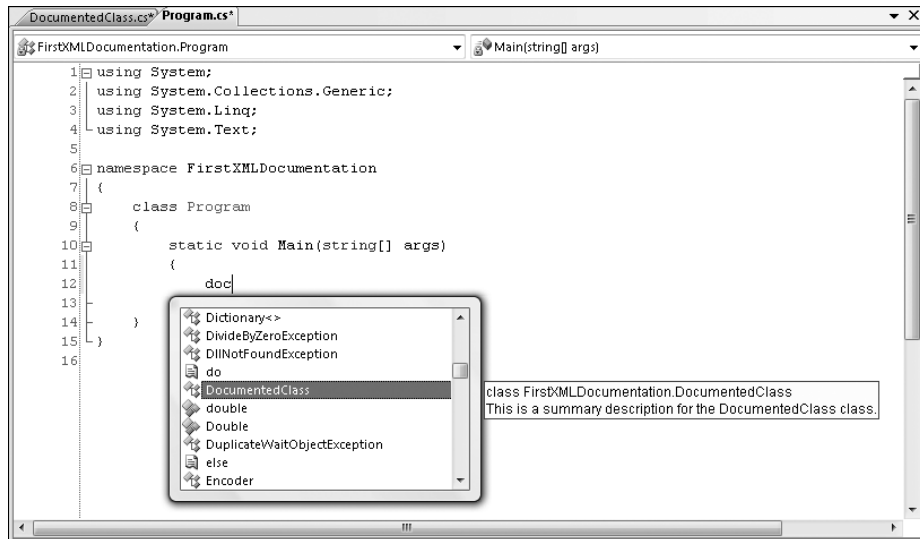 DocumentedClass.cs* Program.cs*
FirstXMLDocumentation.Program Main(string[] args)
1 using System;
2 using System.Collections.Generic;
3 using System.Linq;
4 using System.Text;
5
6 namespace FirstXMLDocumentation
7 {
8 class Program
9 {
10 static void Main(string[] args)
11 {
12 doc
13
14 }
15 }
16
Dictionary<>
DivideByZeroException
DllNotFoundException
do
DocumentedClass
double
Double
DuplicateWaitObjectException
else
Encoder
class FirstXMLDocumentation.DocumentedClass
This is a summary description for the DocumentedClass class.